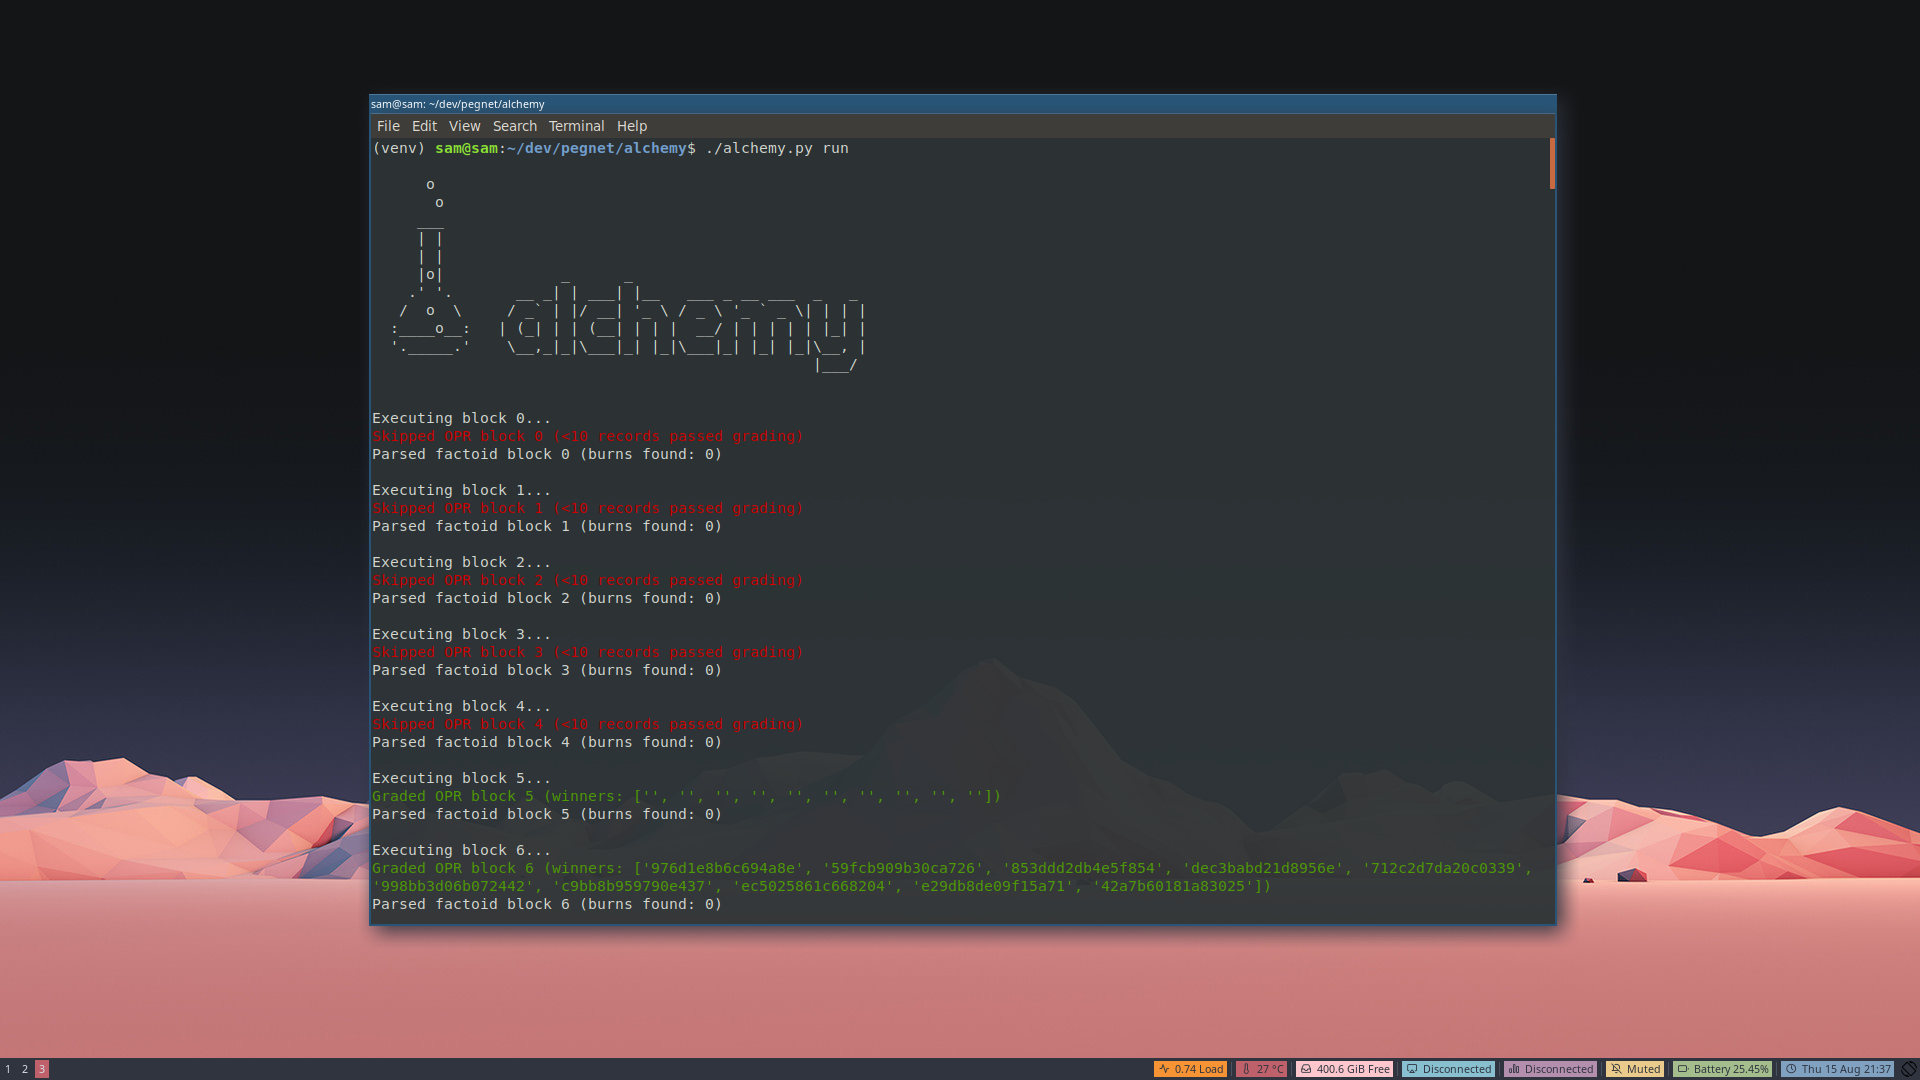 sam@sam: ~/dev/pegnet/alchemy
File Edit View Search Terminal Help
(venv) sam@sam:~/dev/pegnet/alchemy$ ./alchemy.py run
alchemy
Executing block 0...
Skipped OPR block 0 (<10 records passed grading)
Parsed factoid block 0 (burns found: 0)
Executing block 1...
Skipped OPR block 1 (<10 records passed grading)
Parsed factoid block 1 (burns found: 0)
Executing block 2...
Skipped OPR block 2 (<10 records passed grading)
Parsed factoid block 2 (burns found: 0)
Executing block 3...
Skipped OPR block 3 (<10 records passed grading)
Parsed factoid block 3 (burns found: 0)
Executing block 4...
Skipped OPR block 4 (<10 records passed grading)
Parsed factoid block 4 (burns found: 0)
Executing block 5...
Graded OPR block 5 (winners: ['', '', '', '', '', '', '', '', '', ''])
Parsed factoid block 5 (burns found: 0)
Executing block 6...
Graded OPR block 6 (winners: ['976d1e8b6c694a8e', '59fcb909b30ca726', '853ddd2db4e5f854', 'dec3babd21d8956e', '712c2d7da20c0339',
'998bb3d06b072442', 'c9bb8b959790e437', 'ec5025861c668204', 'e29db8de09f15a71', '42a7b60181a83025'])
Parsed factoid block 6 (burns found: 0)
1 2 3 0.74 Load 27 °C 400.6 GiB Free Disconnected Disconnected Muted Battery 25.45% Thu 15 Aug 21:37